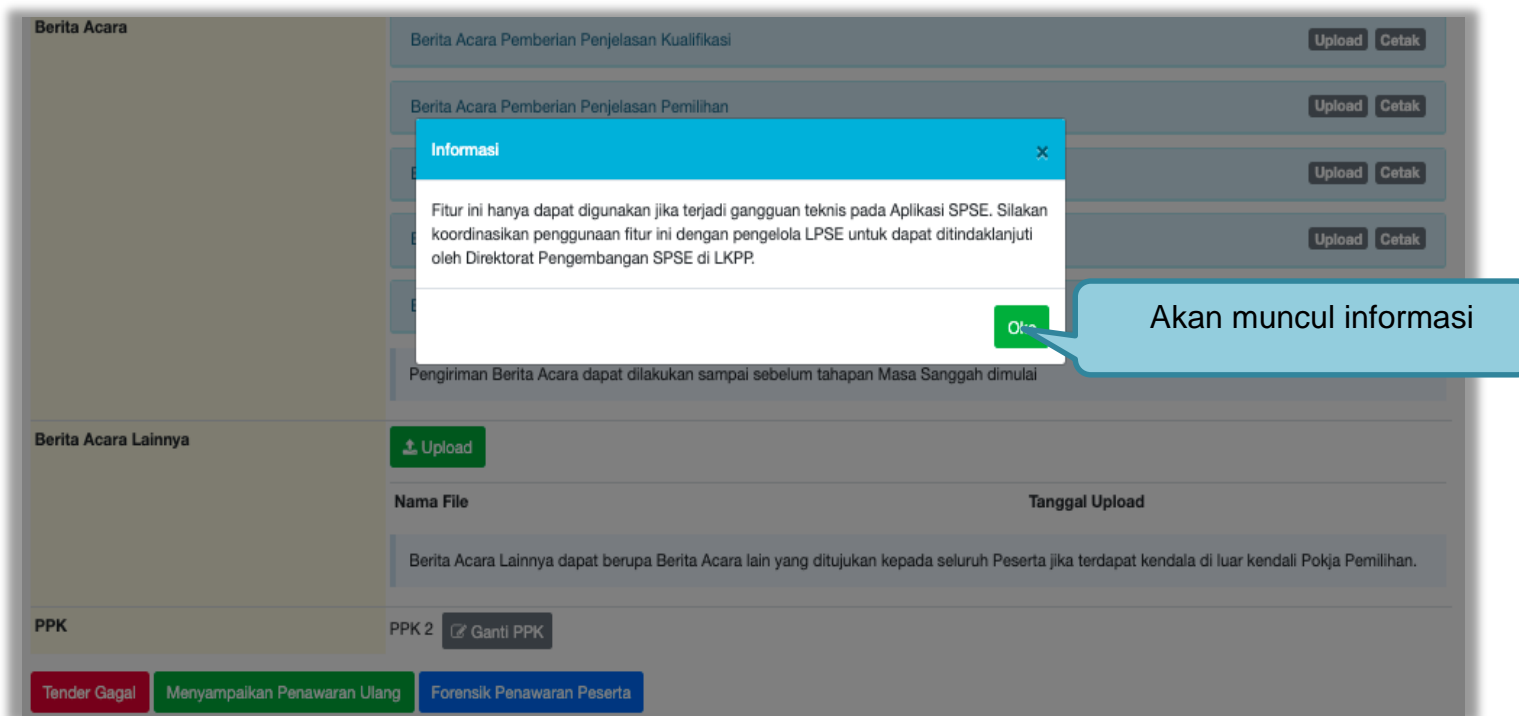 Berita Acara
Berita Acara Pemberian Penjelasan Kualifikasi Upload Cetak
Berita Acara Pemberian Penjelasan Pemilihan Upload Cetak
Informasi ×
Upload Cetak
Fitur ini hanya dapat digunakan jika terjadi gangguan teknis pada Aplikasi SPSE. Silakan
koordinasikan penggunaan fitur ini dengan pengelola LPSE untuk dapat ditindaklanjuti
oleh Direktorat Pengembangan SPSE di LKPP.
Upload Cetak
Akan muncul informasi
Pengiriman Berita Acara dapat dilakukan sampai sebelum tahapan Masa Sanggah dimulai
Berita Acara Lainnya Upload
Nama File Tanggal Upload
Berita Acara Lainnya dapat berupa Berita Acara lain yang ditujukan kepada seluruh Peserta jika terdapat kendala di luar kendali Pokja Pemilihan.
PPK PPK 2 Ganti PPK
Tender Gagal Menyampaikan Penawaran Ulang Forensik Penawaran Peserta